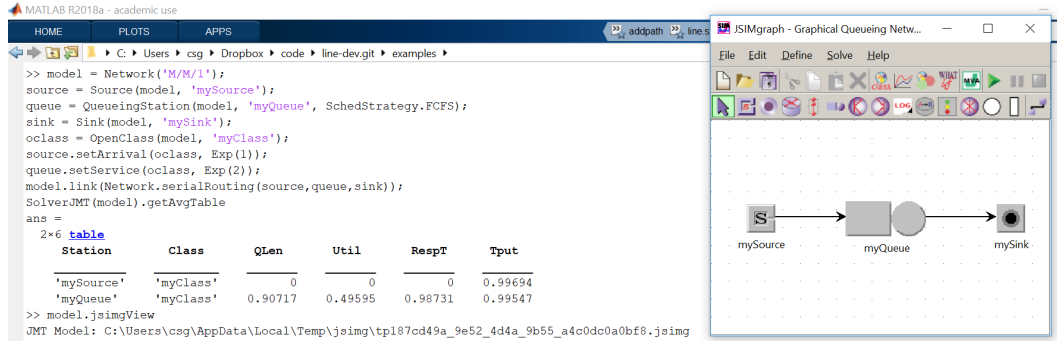 MATLAB R2018a - academic use
HOME PLOTS APPS addpath line.s
C: Users csg Dropbox code line-dev.git examples
>> model = Network('M/M/1');
source = Source(model, 'mySource');
queue = QueueingStation(model, 'myQueue', SchedStrategy.FCFS);
sink = Sink(model, 'mySink');
oclass = OpenClass(model, 'myClass');
source.setArrival(oclass, Exp(1));
queue.setService(oclass, Exp(2));
model.link(Network.serialRouting(source,queue,sink));
SolverJMT(model).getAvgTable
ans =
2×6 table
Station Class QLen Util RespT Tput
'mySource' 'myClass' 0 0 0 0.99694
'myQueue' 'myClass' 0.90717 0.49595 0.98731 0.99547
>> model.jsimgView
JMT Model: C:\Users\csg\AppData\Local\Temp\jsimg\tp187cd49a_9e52_4d4a_9b55_a4c0dc0a0bf8.jsimg
SIM JSIMgraph - Graphical Queueing Netw...
File Edit Define Solve Help
class WHAT IF MVA
S LOG
S
mySource myQueue mySink